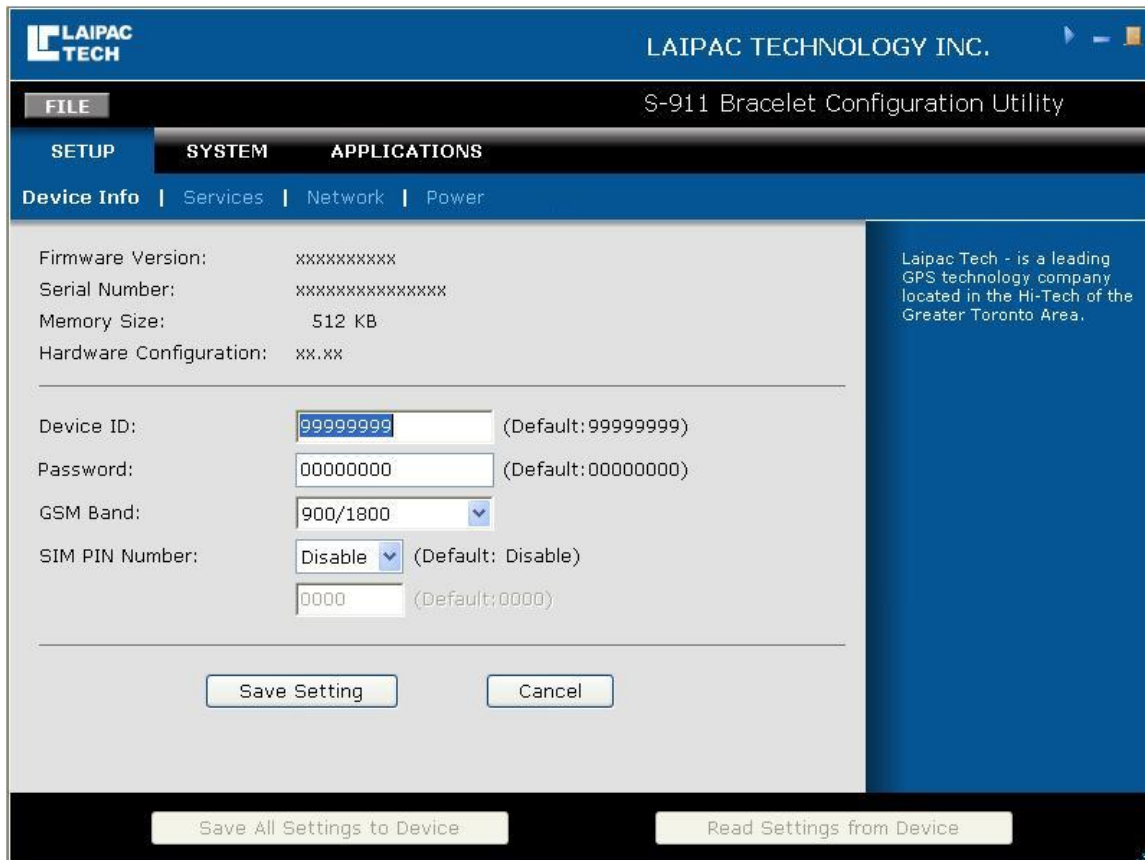 LAIPAC
TECH
LAIPAC TECHNOLOGY INC.
FILE
S-911 Bracelet Configuration Utility
SETUP SYSTEM APPLICATIONS
Device Info | Services | Network | Power
Firmware Version: xxxxxxxxxx
Serial Number: xxxxxxxxxxxxxxx
Memory Size: 512 KB
Hardware Configuration: xx.xx
Laipac Tech - is a leading
GPS technology company
located in the Hi-Tech of the
Greater Toronto Area.
Device ID: 99999999 (Default:99999999)
Password: 00000000 (Default:00000000)
GSM Band: 900/1800
SIM PIN Number: Disable (Default: Disable)
0000 (Default:0000)
Save Setting Cancel
Save All Settings to Device Read Settings from Device